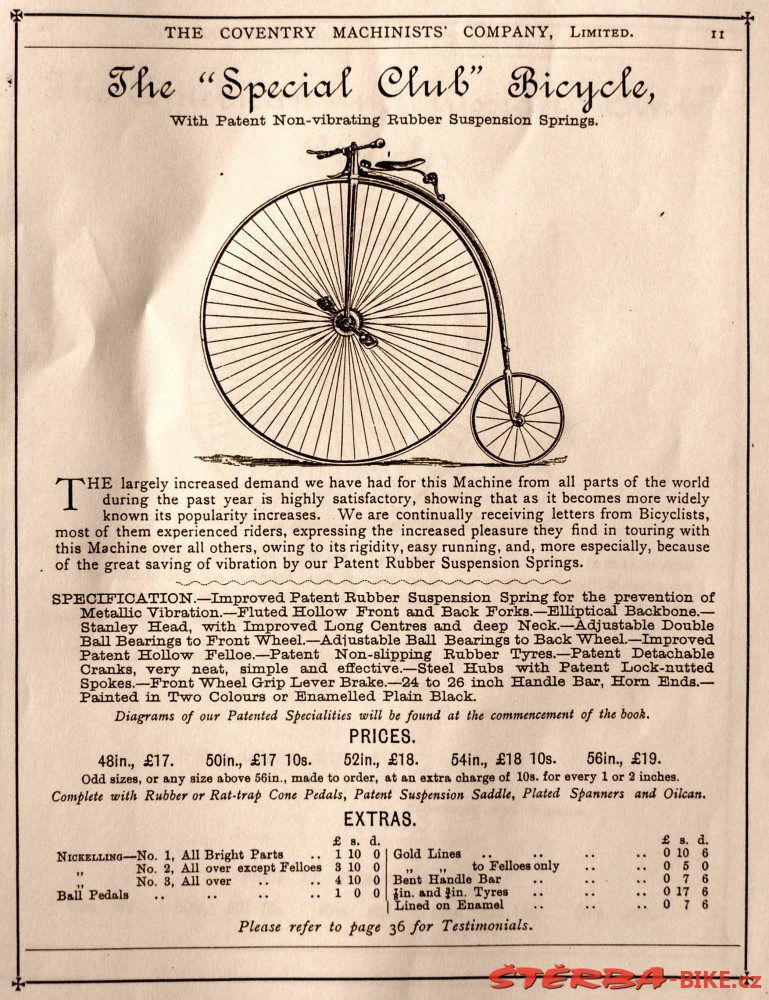 THE COVENTRY MACHINISTS' COMPANY, LIMITED. 11
The "Special Club" Bicycle,
With Patent Non-vibrating Rubber Suspension Springs.
THE largely increased demand we have had for this Machine from all parts of the world
during the past year is highly satisfactory, showing that as it becomes more widely
known its popularity increases. We are continually receiving letters from Bicyclists,
most of them experienced riders, expressing the increased pleasure they find in touring with
this Machine over all others, owing to its rigidity, easy running, and, more especially, because
of the great saving of vibration by our Patent Rubber Suspension Springs.
SPECIFICATION.—Improved Patent Rubber Suspension Spring for the prevention of
Metallic Vibration.—Fluted Hollow Front and Back Forks.—Elliptical Backbone.—
Stanley Head, with Improved Long Centres and deep Neck.—Adjustable Double
Ball Bearings to Front Wheel.—Adjustable Ball Bearings to Back Wheel.—Improved
Patent Hollow Felloe.—Patent Non-slipping Rubber Tyres.—Patent Detachable
Cranks, very neat, simple and effective.—Steel Hubs with Patent Lock-nutted
Spokes.—Front Wheel Grip Lever Brake.—24 to 26 inch Handle Bar, Horn Ends.—
Painted in Two Colours or Enamelled Plain Black.
Diagrams of our Patented Specialities will be found at the commencement of the book.
PRICES.
48in., £17. 50in., £17 10s. 52in., £18. 54in., £18 10s. 56in., £19.
Odd sizes, or any size above 56in., made to order, at an extra charge of 10s. for every 1 or 2 inches.
Complete with Rubber or Rat-trap Cone Pedals, Patent Suspension Saddle, Plated Spanners and Oilcan.
EXTRAS.
£ s. d.
NICKELLING—No. 1, All Bright Parts .. 1 10 0
„ No. 2, All over except Felloes 3 10 0
„ No. 3, All over .. .. 4 10 0
Ball Pedals .. .. .. .. 1 0 0
£ s. d.
Gold Lines .. .. .. .. 0 10 6
„ „ to Felloes only .. 0 5 0
Bent Handle Bar .. .. .. 0 7 6
in. and in. Tyres .. .. .. 0 17 6
Lined on Enamel .. .. .. 0 7 6
Please refer to page 36 for Testimonials.
ŠTĚRBA-BIKE.cz